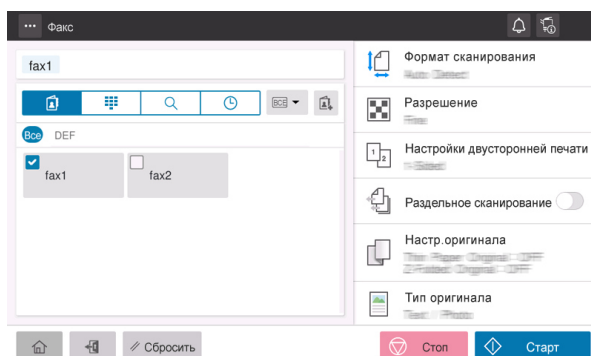 Факс
fax1
ВСЕ
Все DEF
fax1 fax2
Формат сканирования
Разрешение
Настройки двусторонней печати
Раздельное сканирование
Настр.оригинала
Тип оригинала
Сбросить
Стоп
Старт